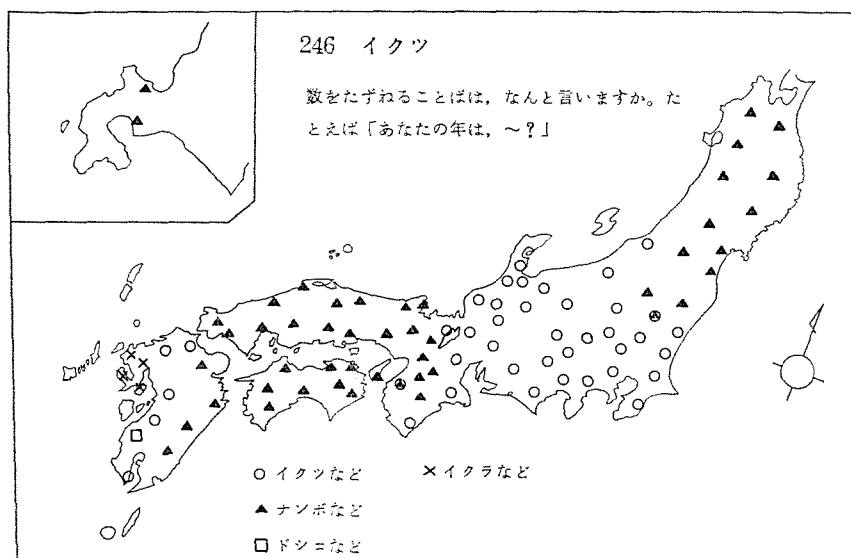 246 イクツ
数をたずねることばは，なんと言いますか。た
とえば「あなたの年は，～？」
○ イクツなど
× イクラなど
▲ ナンボなど
□ ドシコなど